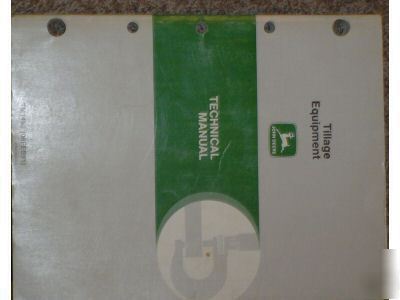 Tillage
Equipment
JOHN DEERE
TECHNICAL
MANUAL